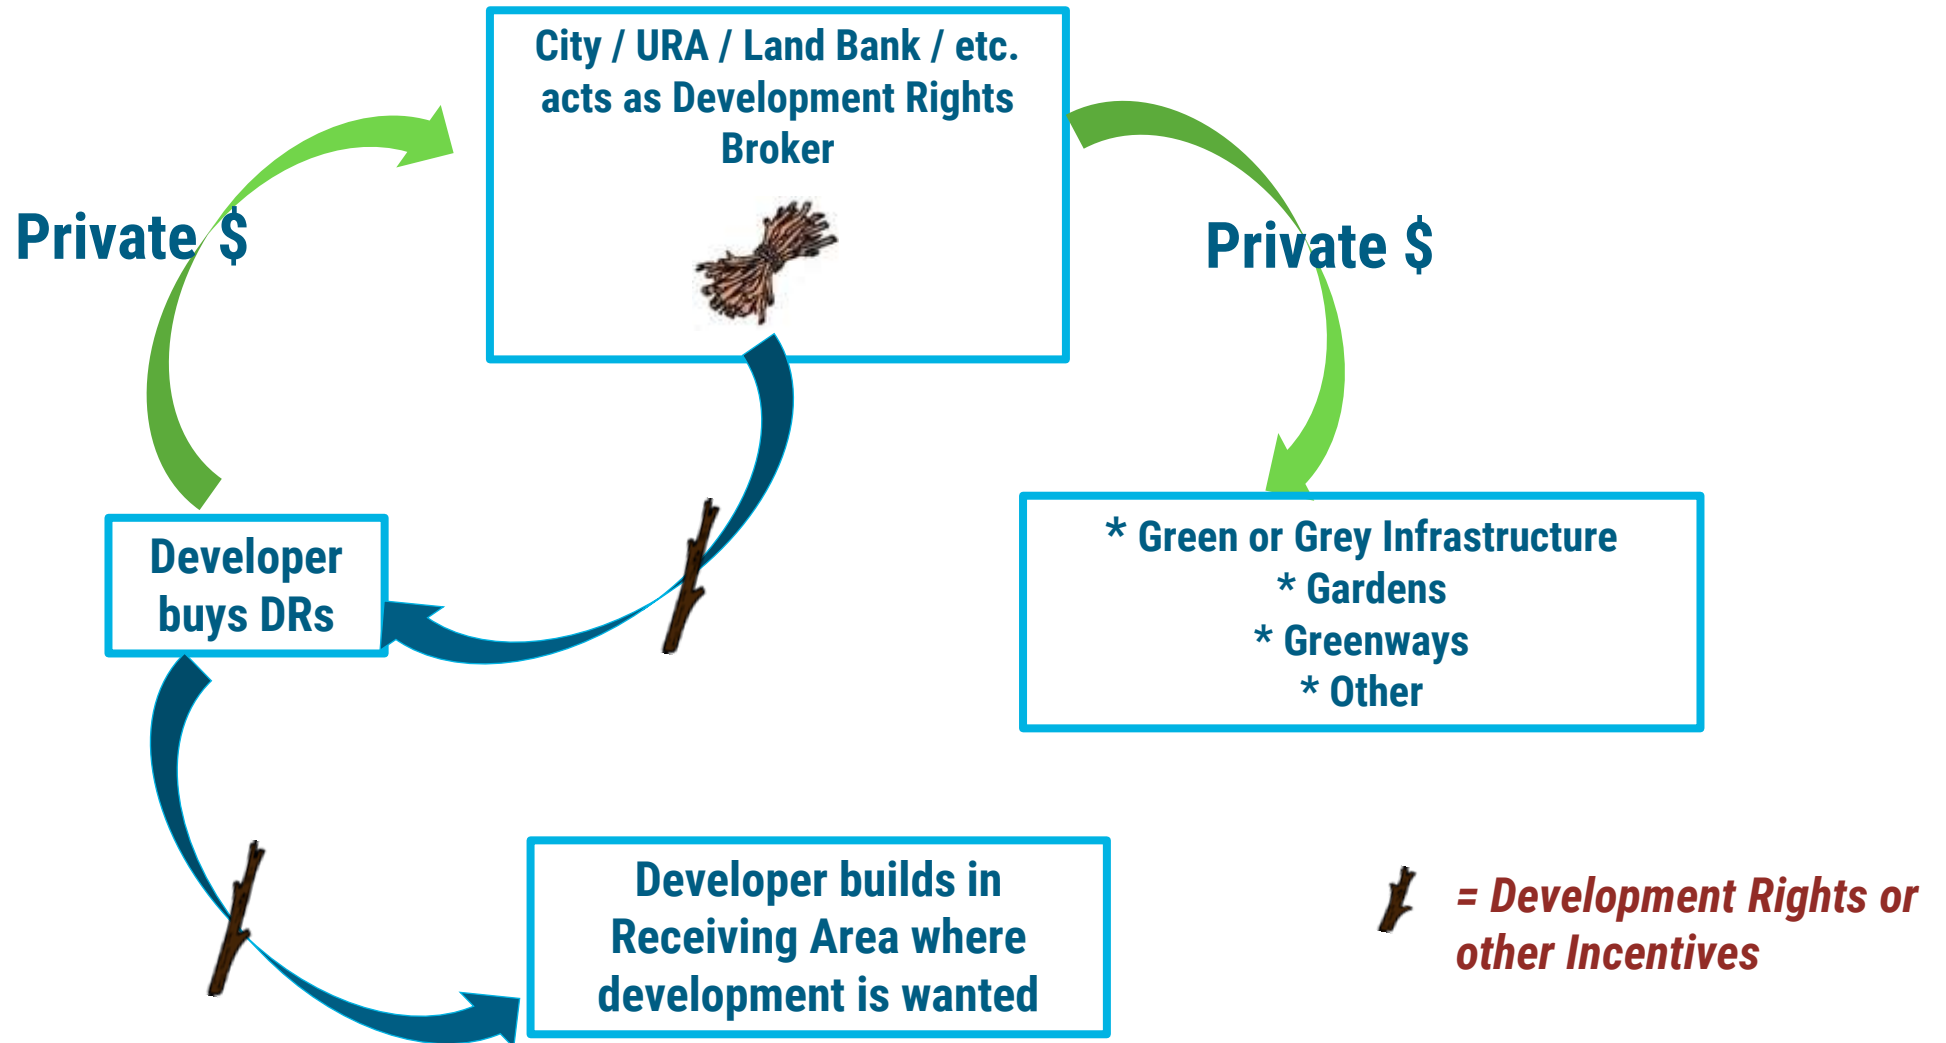 City / URA / Land Bank / etc.
acts as Development Rights
Broker
Private $
Private $
Developer
buys DRs
* Green or Grey Infrastructure
* Gardens
* Greenways
* Other
Developer builds in
Receiving Area where
development is wanted
= Development Rights or
other Incentives